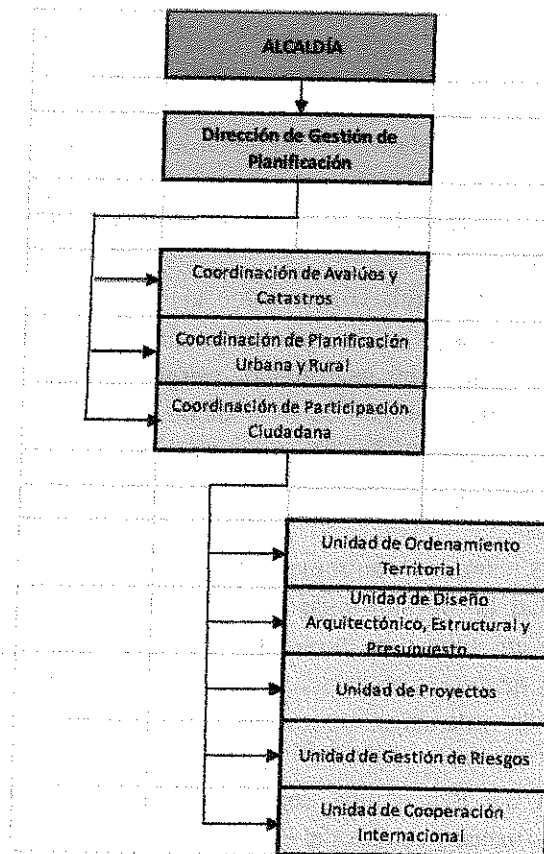 ALCALDÍA
Dirección de Gestión de
Planificación
Coordinación de Avalúos y
Catastros
Coordinación de Planificación
Urbana y Rural
Coordinación de Participación
Ciudadana
Unidad de Ordenamiento
Territorial
Unidad de Diseño
Arquitectónico, Estructural y
Presupuesto
Unidad de Proyectos
Unidad de Gestión de Riesgos
Unidad de Cooperación
Internacional